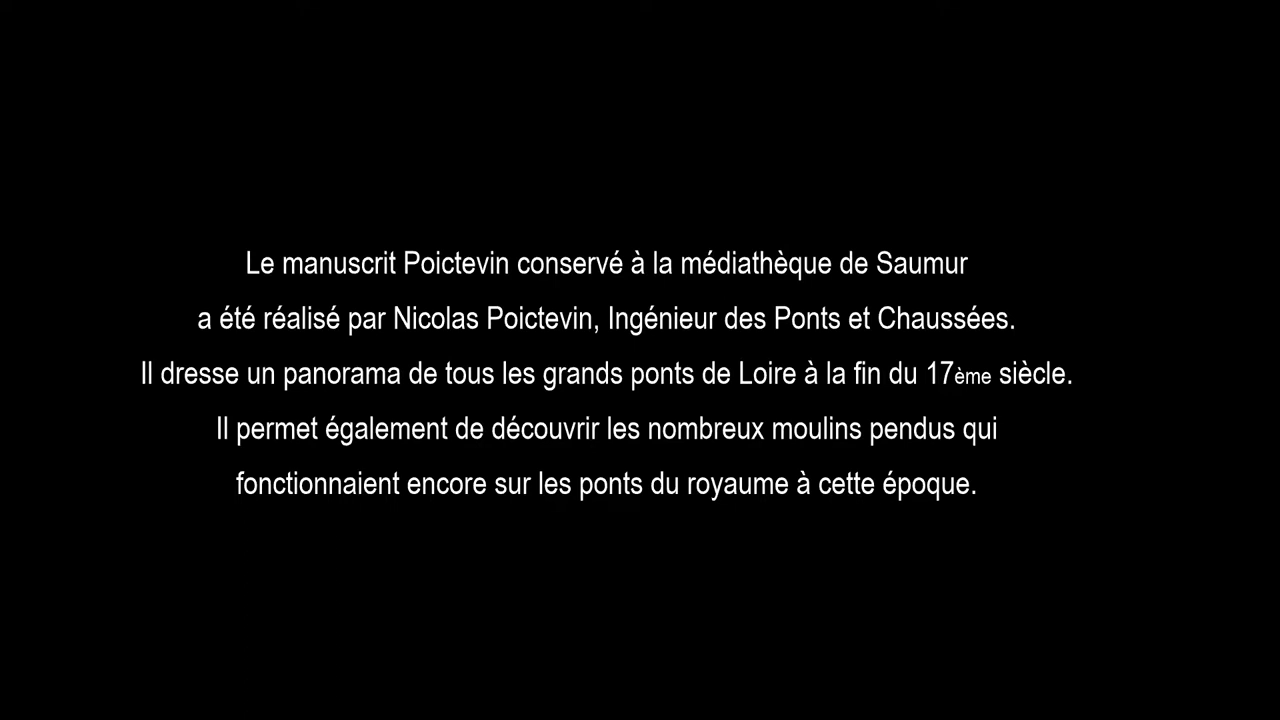 Le manuscrit Poictevin conservé à la médiathèque de Saumur
a été réalisé par Nicolas Poictevin, Ingénieur des Ponts et Chaussées.
Il dresse un panorama de tous les grands ponts de Loire à la fin du 17ème siècle.
Il permet également de découvrir les nombreux moulins pendus qui
fonctionnaient encore sur les ponts du royaume à cette époque.